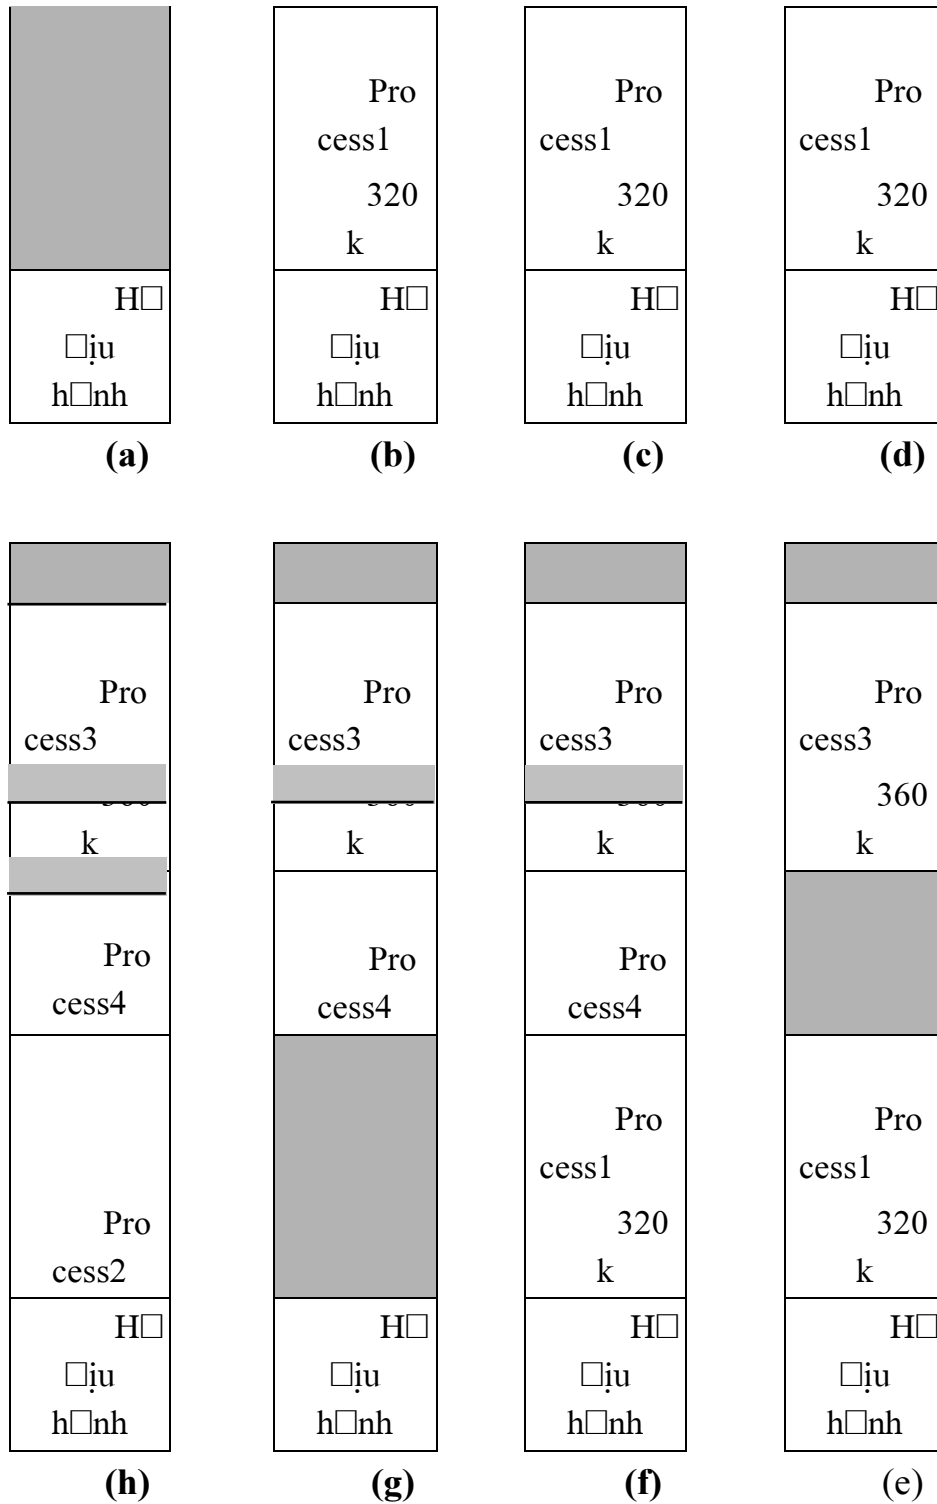 H□
□ịu
h□nh
(a)
Pro
cess1
320
k
H□
□ịu
h□nh
(b)
Pro
cess1
320
k
H□
□ịu
h□nh
(c)
Pro
cess1
320
k
H□
□ịu
h□nh
(d)
Pro
cess3
k
Pro
cess4
Pro
cess2
H□
□ịu
h□nh
(h)
Pro
cess3
k
Pro
cess4
H□
□ịu
h□nh
(g)
Pro
cess3
k
Pro
cess4
Pro
cess1
320
k
H□
□ịu
h□nh
(f)
Pro
cess3
360
k
Pro
cess1
320
k
H□
□ịu
h□nh
(e)